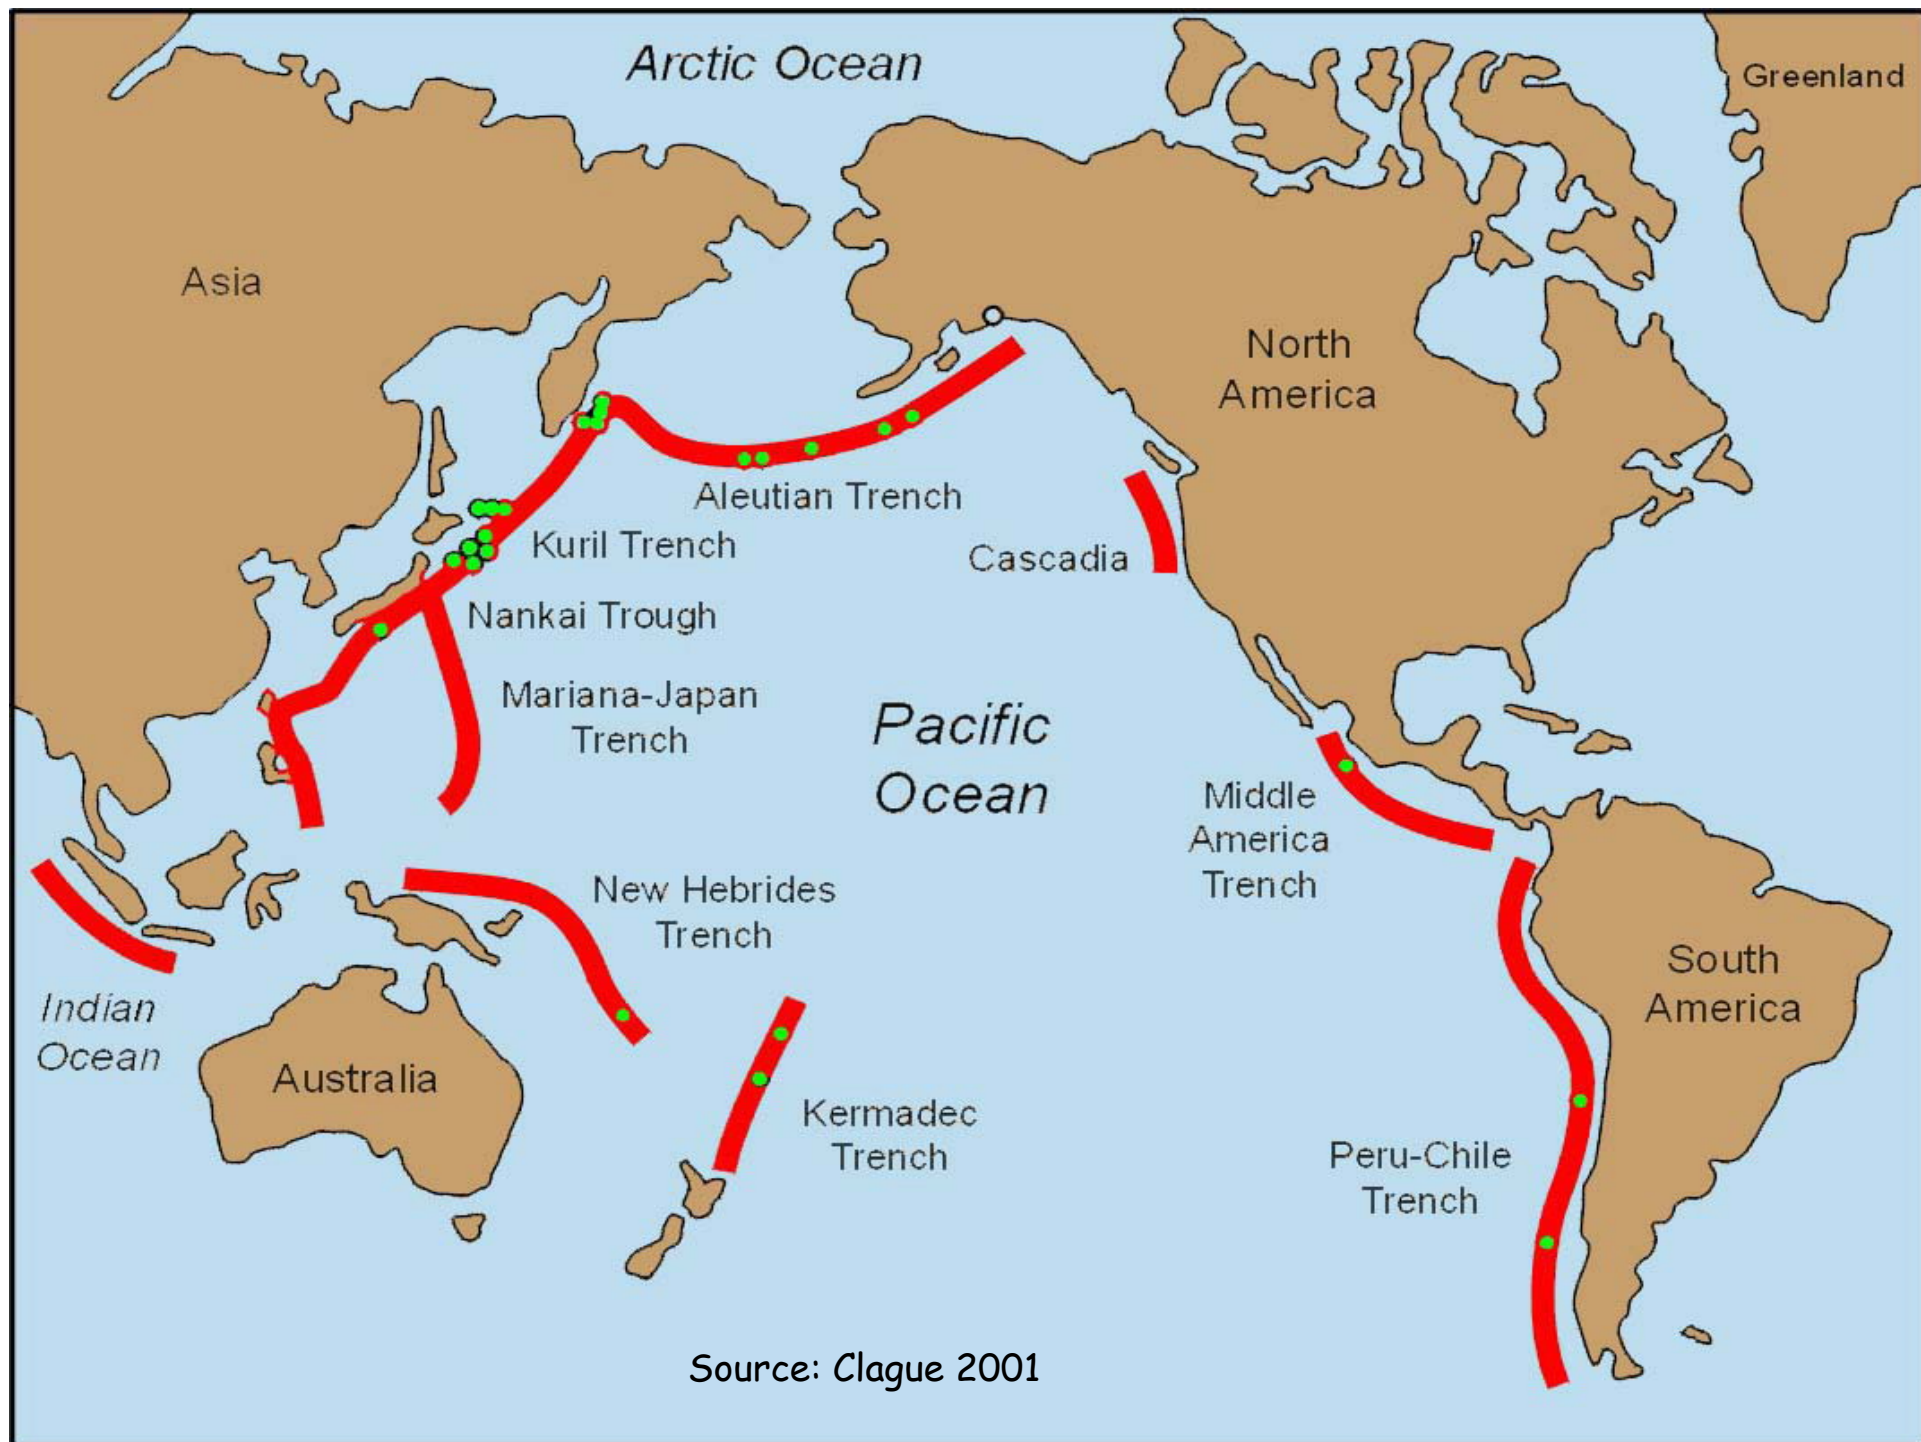 Arctic Ocean
Greenland
Asia
North
America
Aleutian Trench
Kuril Trench
Cascadia
Nankai Trough
Mariana-Japan
Trench
Pacific
Ocean
Middle
America
Trench
New Hebrides
Trench
South
America
Indian
Ocean
Australia
Kermadec
Trench
Peru-Chile
Trench
Source: Clague 2001